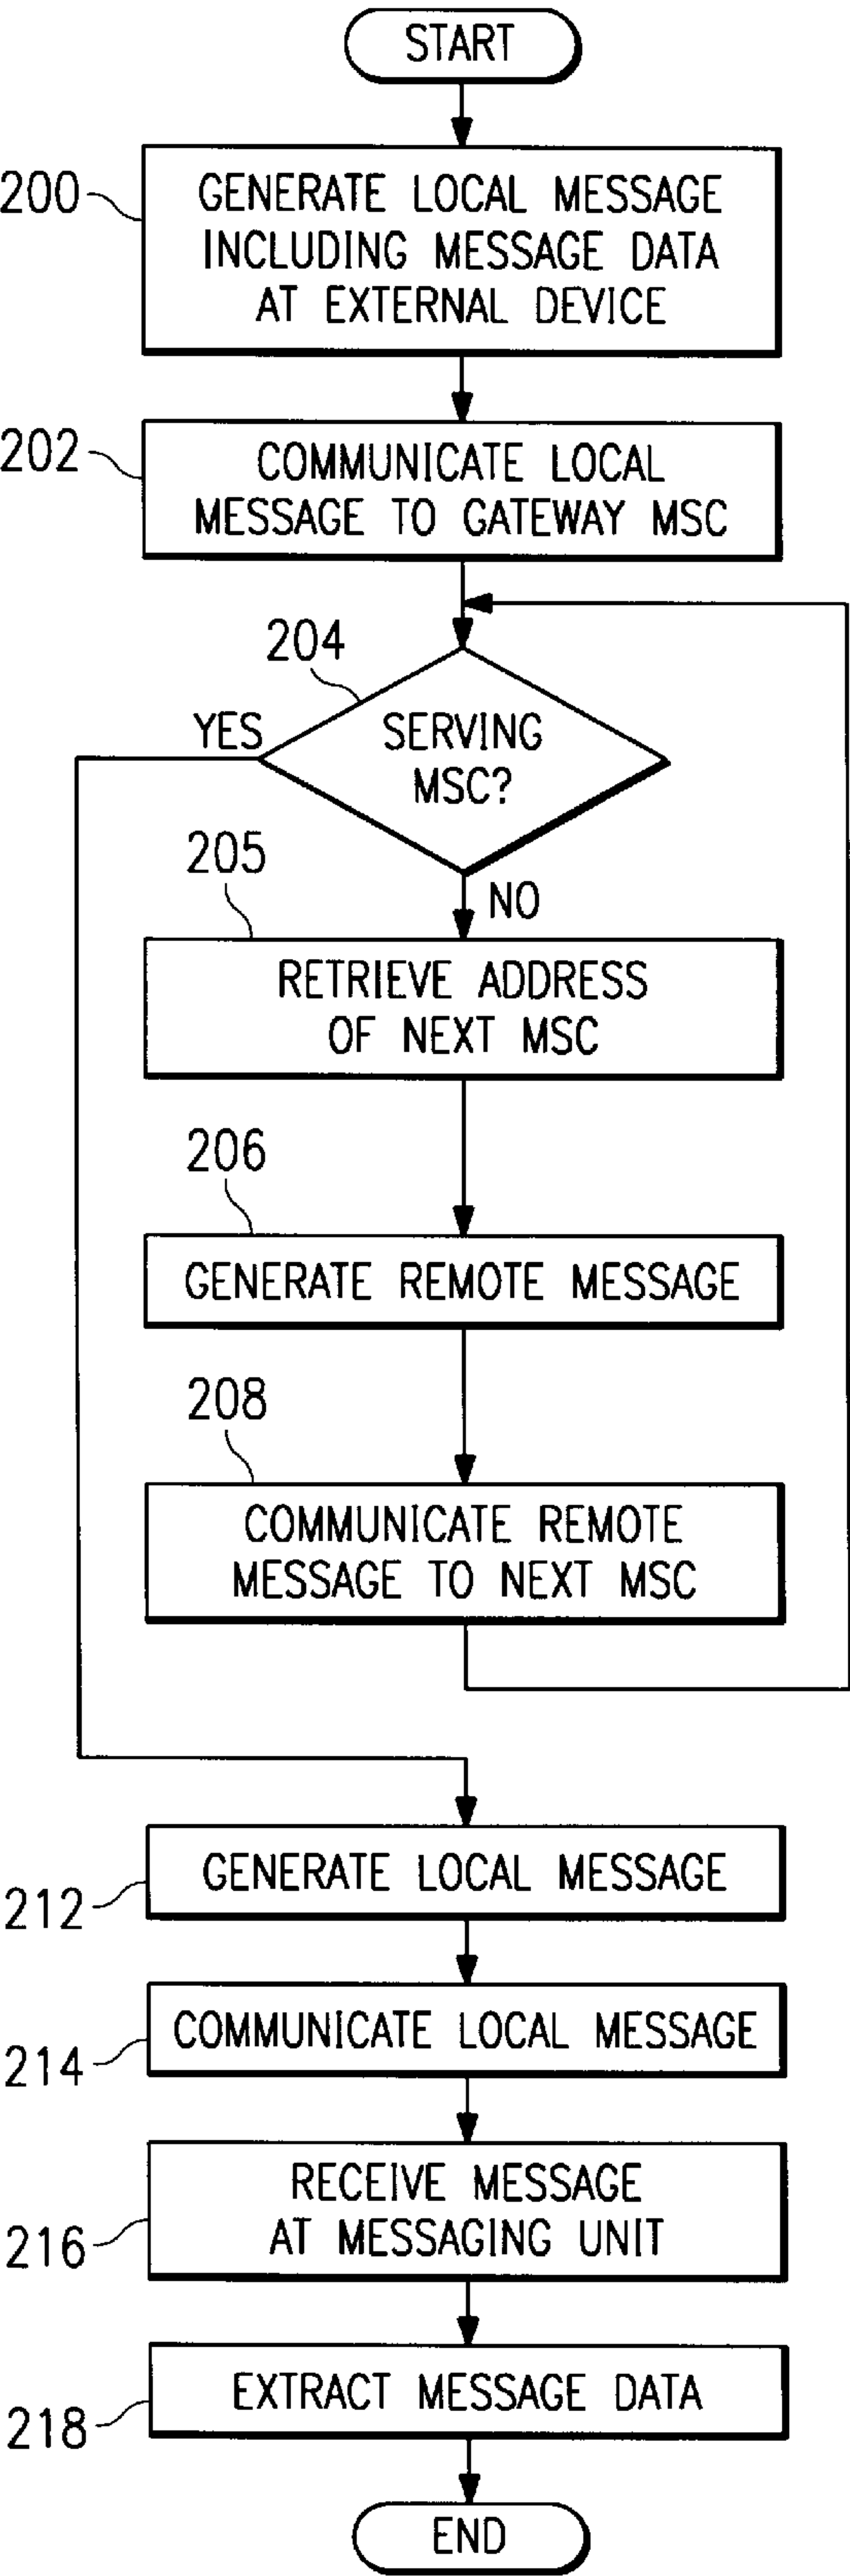 START
200
GENERATE LOCAL MESSAGE
INCLUDING MESSAGE DATA
AT EXTERNAL DEVICE
202
COMMUNICATE LOCAL
MESSAGE TO GATEWAY MSC
204
YES
SERVING
MSC?
NO
205
RETRIEVE ADDRESS
OF NEXT MSC
206
GENERATE REMOTE MESSAGE
208
COMMUNICATE REMOTE
MESSAGE TO NEXT MSC
GENERATE LOCAL MESSAGE
212
COMMUNICATE LOCAL MESSAGE
214
RECEIVE MESSAGE
AT MESSAGING UNIT
216
EXTRACT MESSAGE DATA
218
END